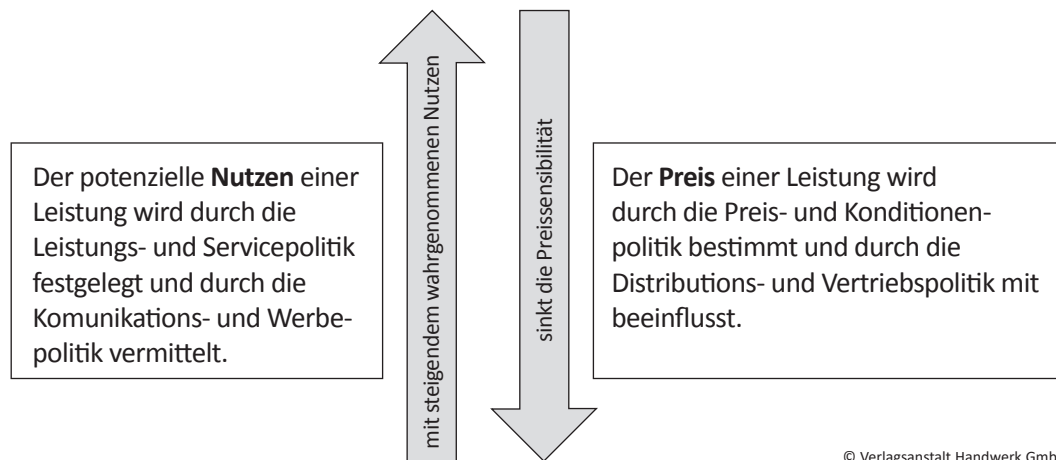 Der potenzielle Nutzen einer
Leistung wird durch die
Leistungs- und Servicepolitik
festgelegt und durch die
Komunikations- und Werbe-
politik vermittelt.
mit steigendem wahrgenommenen Nutzen
sinkt die Preissensibilität
Der Preis einer Leistung wird
durch die Preis- und Konditionen-
politik bestimmt und durch die
Distributions- und Vertriebspolitik mit
beeinflusst.
© Verlagsanstalt Handwerk Gmb